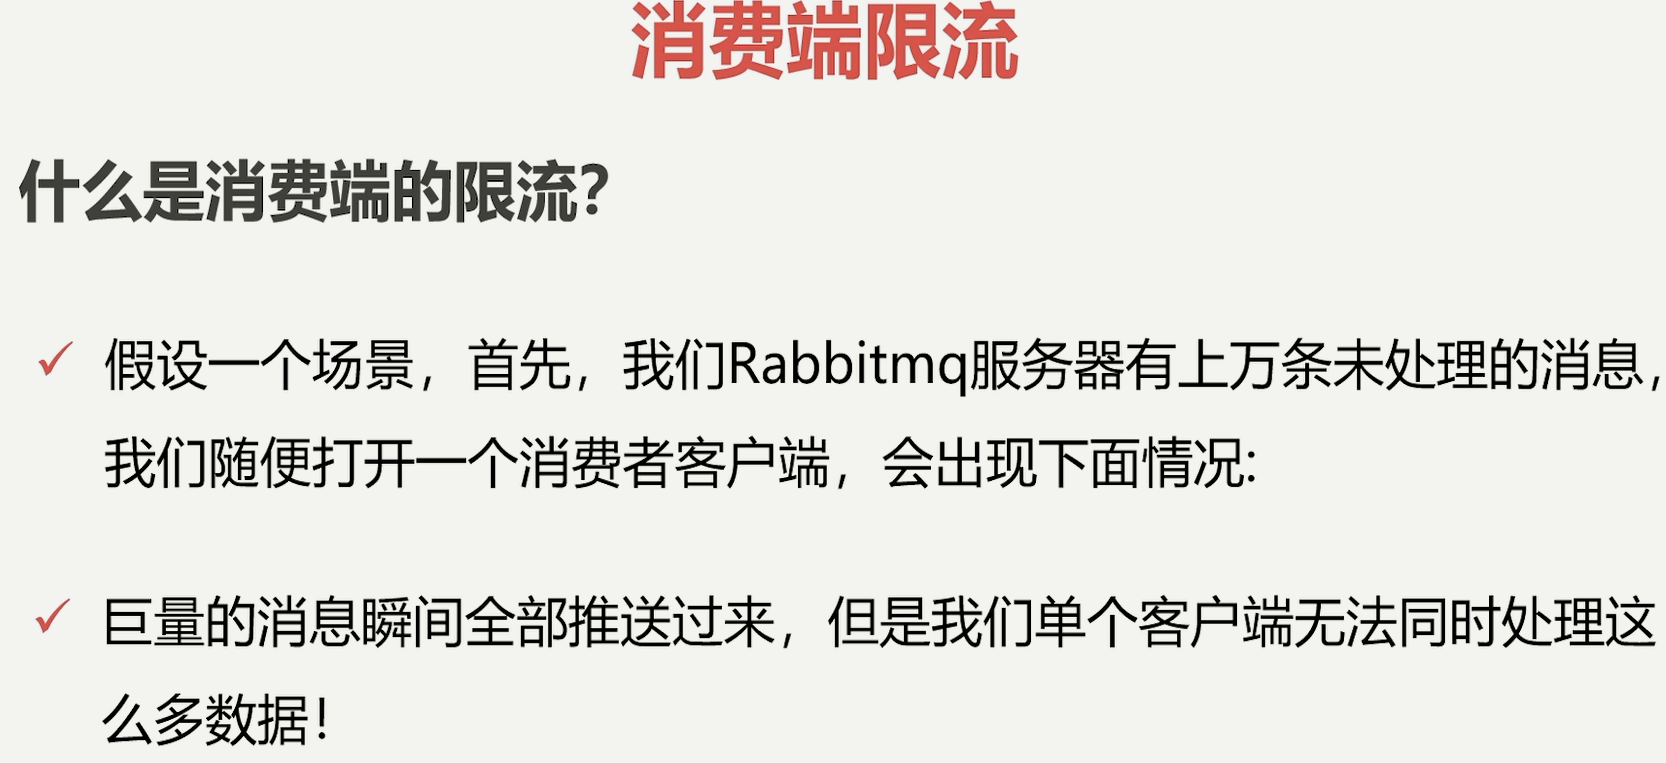 消费端限流
什么是消费端的限流？
假设一个场景，首先，我们Rabbitmq服务器有上万条未处理的消息，
我们随便打开一个消费者客户端，会出现下面情况:
巨量的消息瞬间全部推送过来，但是我们单个客户端无法同时处理这
么多数据！